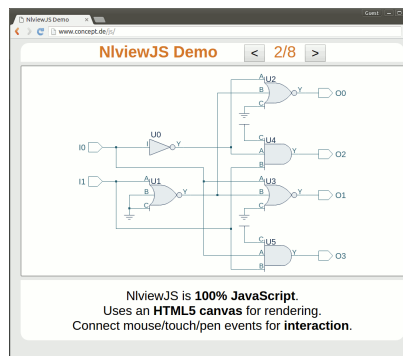 NlviewJS Demo
Guest
www.concept.de/js/
NlviewJS Demo < 2/8 >
A U2
B Y O0
C
U0 C U4
I0 I Y A Y O2
B
I1 A U1 A U3
B Y B Y O1
C C
C U5
A Y O3
B
NlviewJS is 100% JavaScript.
Uses an HTML5 canvas for rendering.
Connect mouse/touch/pen events for interaction.